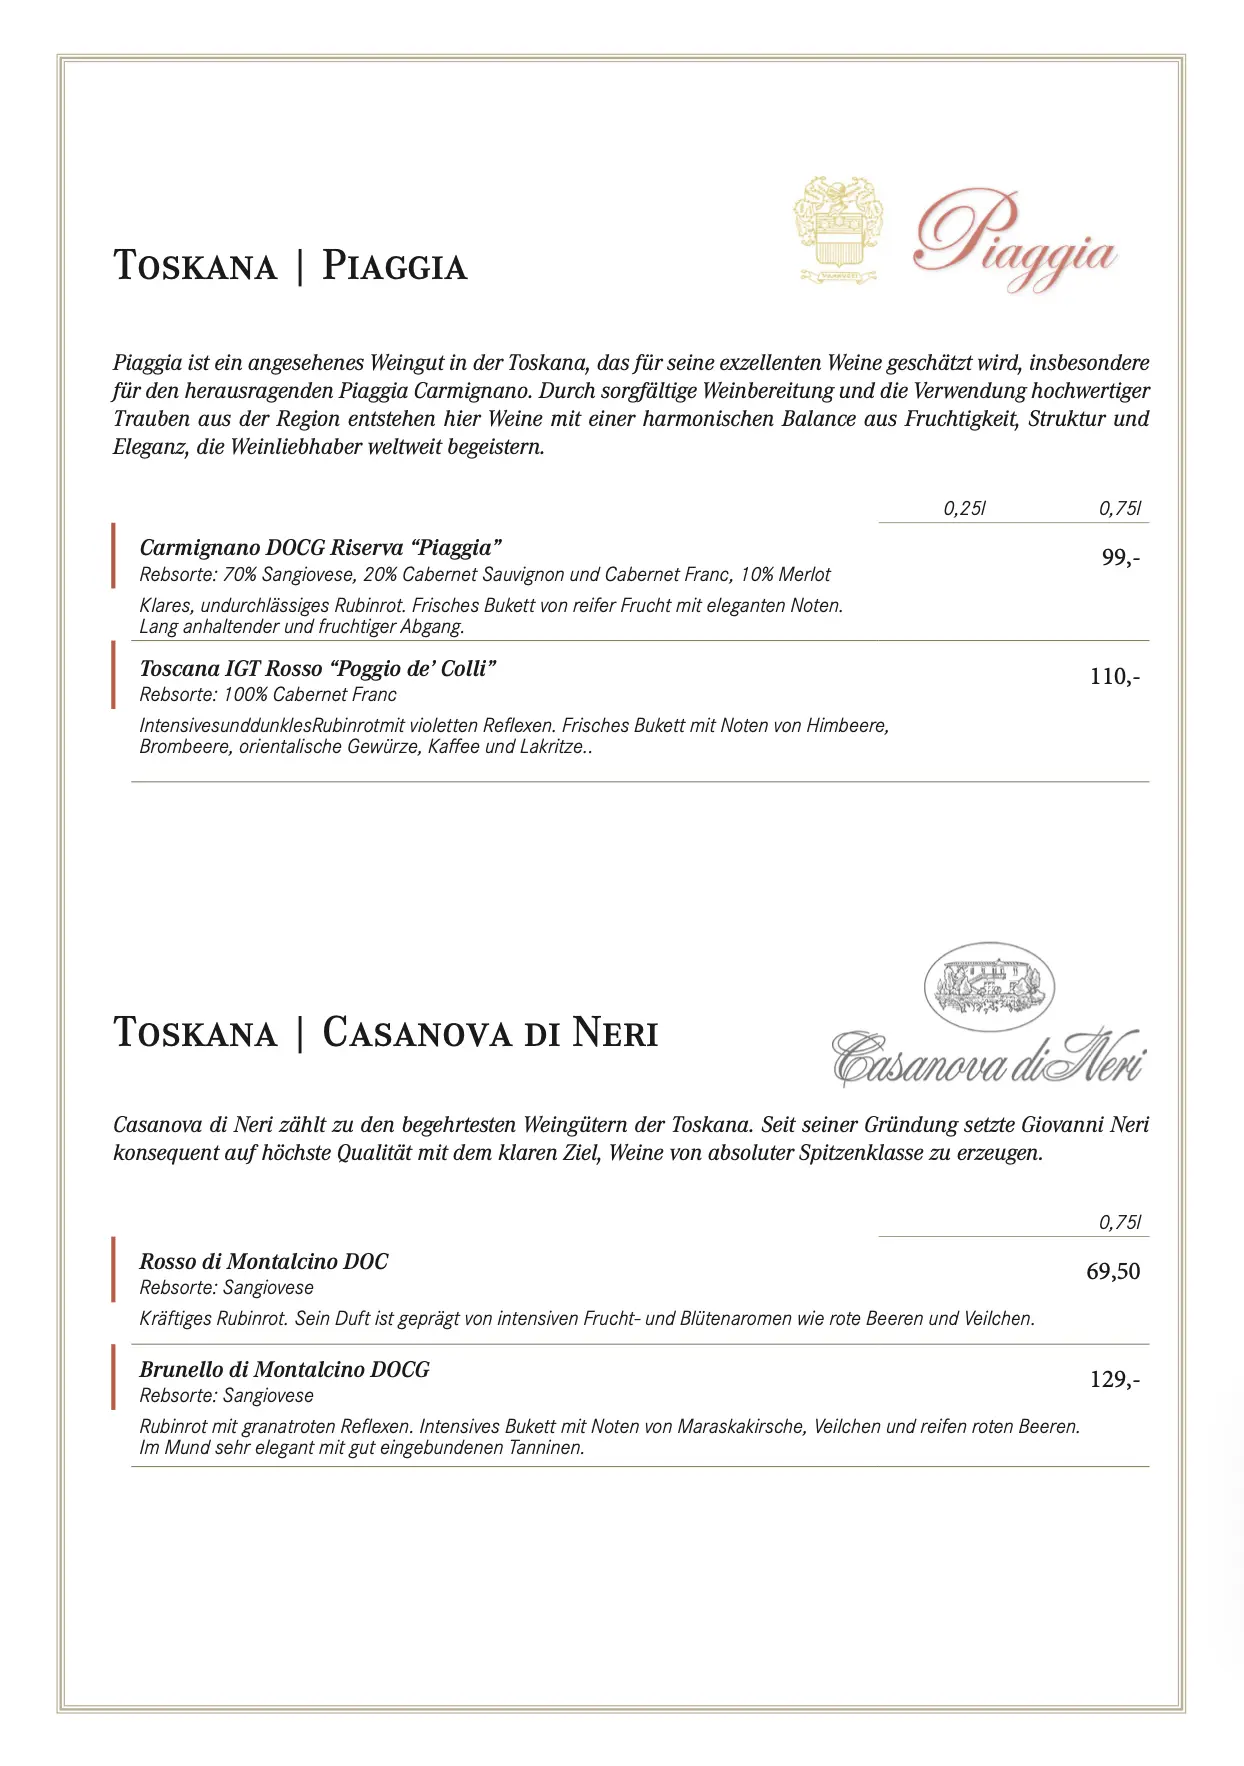 Toskana | Piaggia
Piaggia
Piaggia ist ein angesehenes Weingut in der Toskana, das für seine exzellenten Weine geschätzt wird, insbesondere
für den herausragenden Piaggia Carmignano. Durch sorgfältige Weinbereitung und die Verwendung hochwertiger
Trauben aus der Region entstehen hier Weine mit einer harmonischen Balance aus Fruchtigkeit, Struktur und
Eleganz, die Weinliebhaber weltweit begeistern.
0,25l 0,75l
Carmignano DOCG Riserva “Piaggia” 99,-
Rebsorte: 70% Sangiovese, 20% Cabernet Sauvignon und Cabernet Franc, 10% Merlot
Klares, undurchlässiges Rubinrot. Frisches Bukett von reifer Frucht mit eleganten Noten.
Lang anhaltender und fruchtiger Abgang.
Toscana IGT Rosso “Poggio de’ Colli” 110,-
Rebsorte: 100% Cabernet Franc
IntensivesunddunklesRubinrotmit violetten Reflexen. Frisches Bukett mit Noten von Himbeere,
Brombeere, orientalische Gewürze, Kaffee und Lakritze..
Toskana | Casanova di Neri
Casanova di Neri
Casanova di Neri zählt zu den begehrtesten Weingütern der Toskana. Seit seiner Gründung setzte Giovanni Neri
konsequent auf höchste Qualität mit dem klaren Ziel, Weine von absoluter Spitzenklasse zu erzeugen.
0,75l
Rosso di Montalcino DOC 69,50
Rebsorte: Sangiovese
Kräftiges Rubinrot. Sein Duft ist geprägt von intensiven Frucht- und Blütenaromen wie rote Beeren und Veilchen.
Brunello di Montalcino DOCG 129,-
Rebsorte: Sangiovese
Rubinrot mit granatroten Reflexen. Intensives Bukett mit Noten von Maraskakirsche, Veilchen und reifen roten Beeren.
Im Mund sehr elegant mit gut eingebundenen Tanninen.